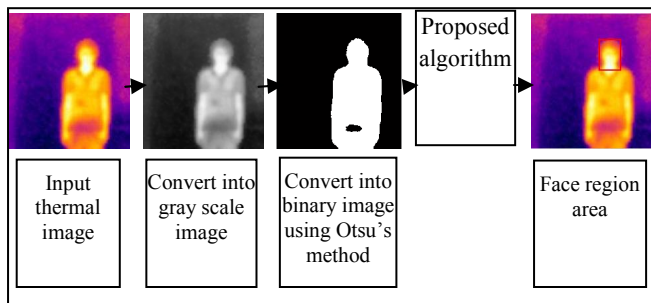 Proposed
algorithm
Input
thermal
image
Convert into
gray scale
image
Convert into
binary image
using Otsu's
method
Face region
area